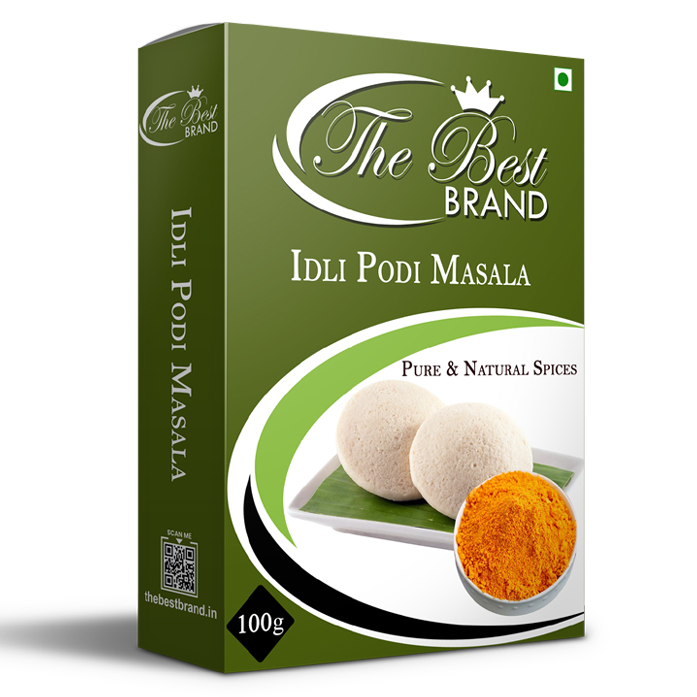 The Best
BRAND
IDLI PODI MASALA
PURE & NATURAL SPICES
100g
The Best
BRAND
IDLI PODI MASALA
SCAN ME
thebestbrand.in